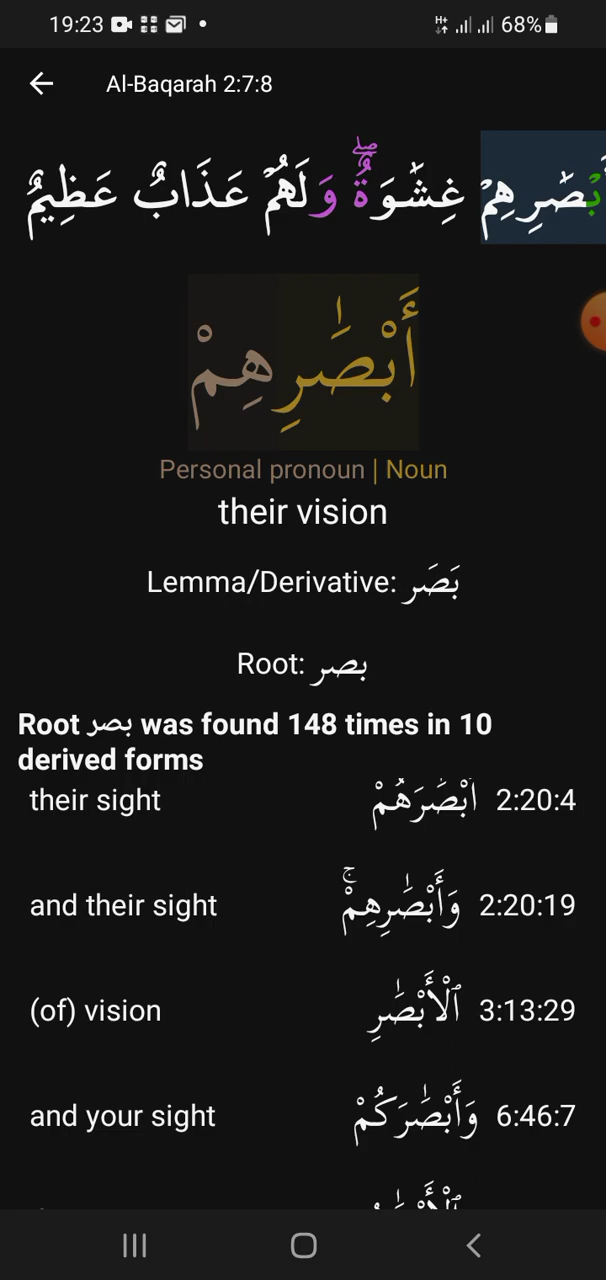 19:23 H+ 68%
Al-Baqarah 2:7:8
بْصَٰرِهِمْ غِشَٰوَةٌۖ وَلَهُمْ عَذَابٌ عَظِيمٌ
أَبْصَٰرِهِمْ
Personal pronoun | Noun
their vision
Lemma/Derivative: بَصَر
Root: بصر
Root بصر was found 148 times in 10
derived forms
their sight أَبْصَٰرَهُمْ 2:20:4
and their sight وَأَبْصَٰرِهِمْۚ 2:20:19
(of) vision ٱلْأَبْصَٰرِ 3:13:29
and your sight وَأَبْصَٰرَكُمْ 6:46:7